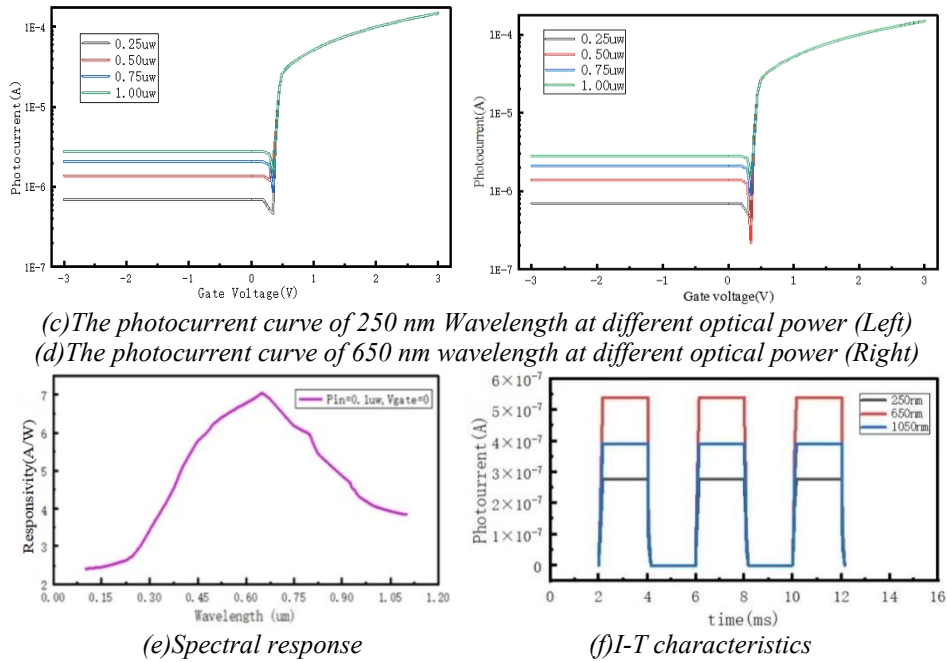 1E-4
1E-5
1E-6
1E-7
Photocurrent(A)
0.25uw
0.50uw
0.75uw
1.00uw
-3 -2 -1 0 1 2 3
Gate Voltage(V)
1E-4
1E-5
1E-6
1E-7
Photocurrent(A)
0.25uw
0.50uw
0.75uw
1.00uw
-3 -2 -1 0 1 2 3
Gate voltage(V)
(c)The photocurrent curve of 250 nm Wavelength at different optical power (Left)
(d)The photocurrent curve of 650 nm wavelength at different optical power (Right)
7
6
5
4
3
2
Responsivity(A/W)
Pin=0.1uw,Vgate=0
0.00 0.15 0.30 0.45 0.60 0.75 0.90 1.05 1.20
Wavelength (um)
6×10⁻⁷
5×10⁻⁷
4×10⁻⁷
3×10⁻⁷
2×10⁻⁷
1×10⁻⁷
0
Photourrent(A)
250nm
650nm
1050nm
0 2 4 6 8 10 12 14 16
time(ms)
(e)Spectral response
(f)I-T characteristics